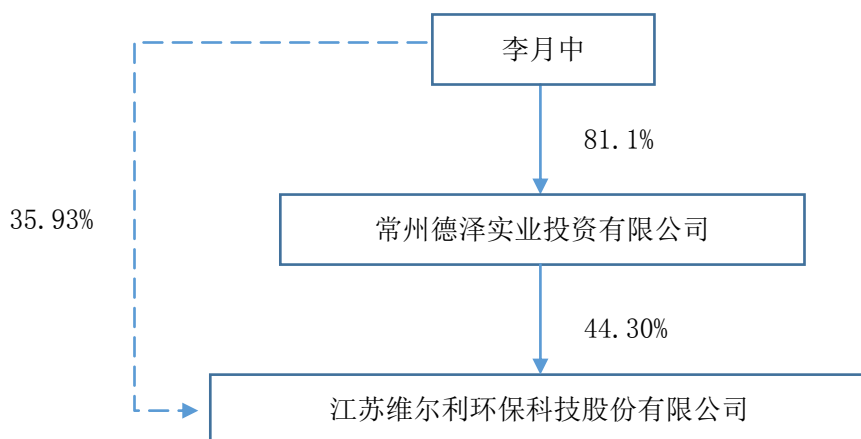 李月中
81.1%
35.93%
常州德泽实业投资有限公司
44.30%
江苏维尔利环保科技股份有限公司